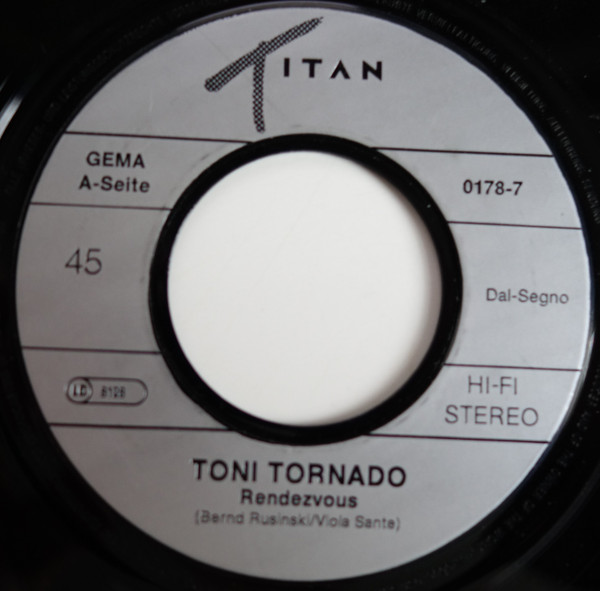 TITAN
GEMA
A-Seite
0178-7
45
Dal-Segno
LC 8126
HI-FI
STEREO
TONI TORNADO
Rendezvous
(Bernd Rusinski/Viola Sante)